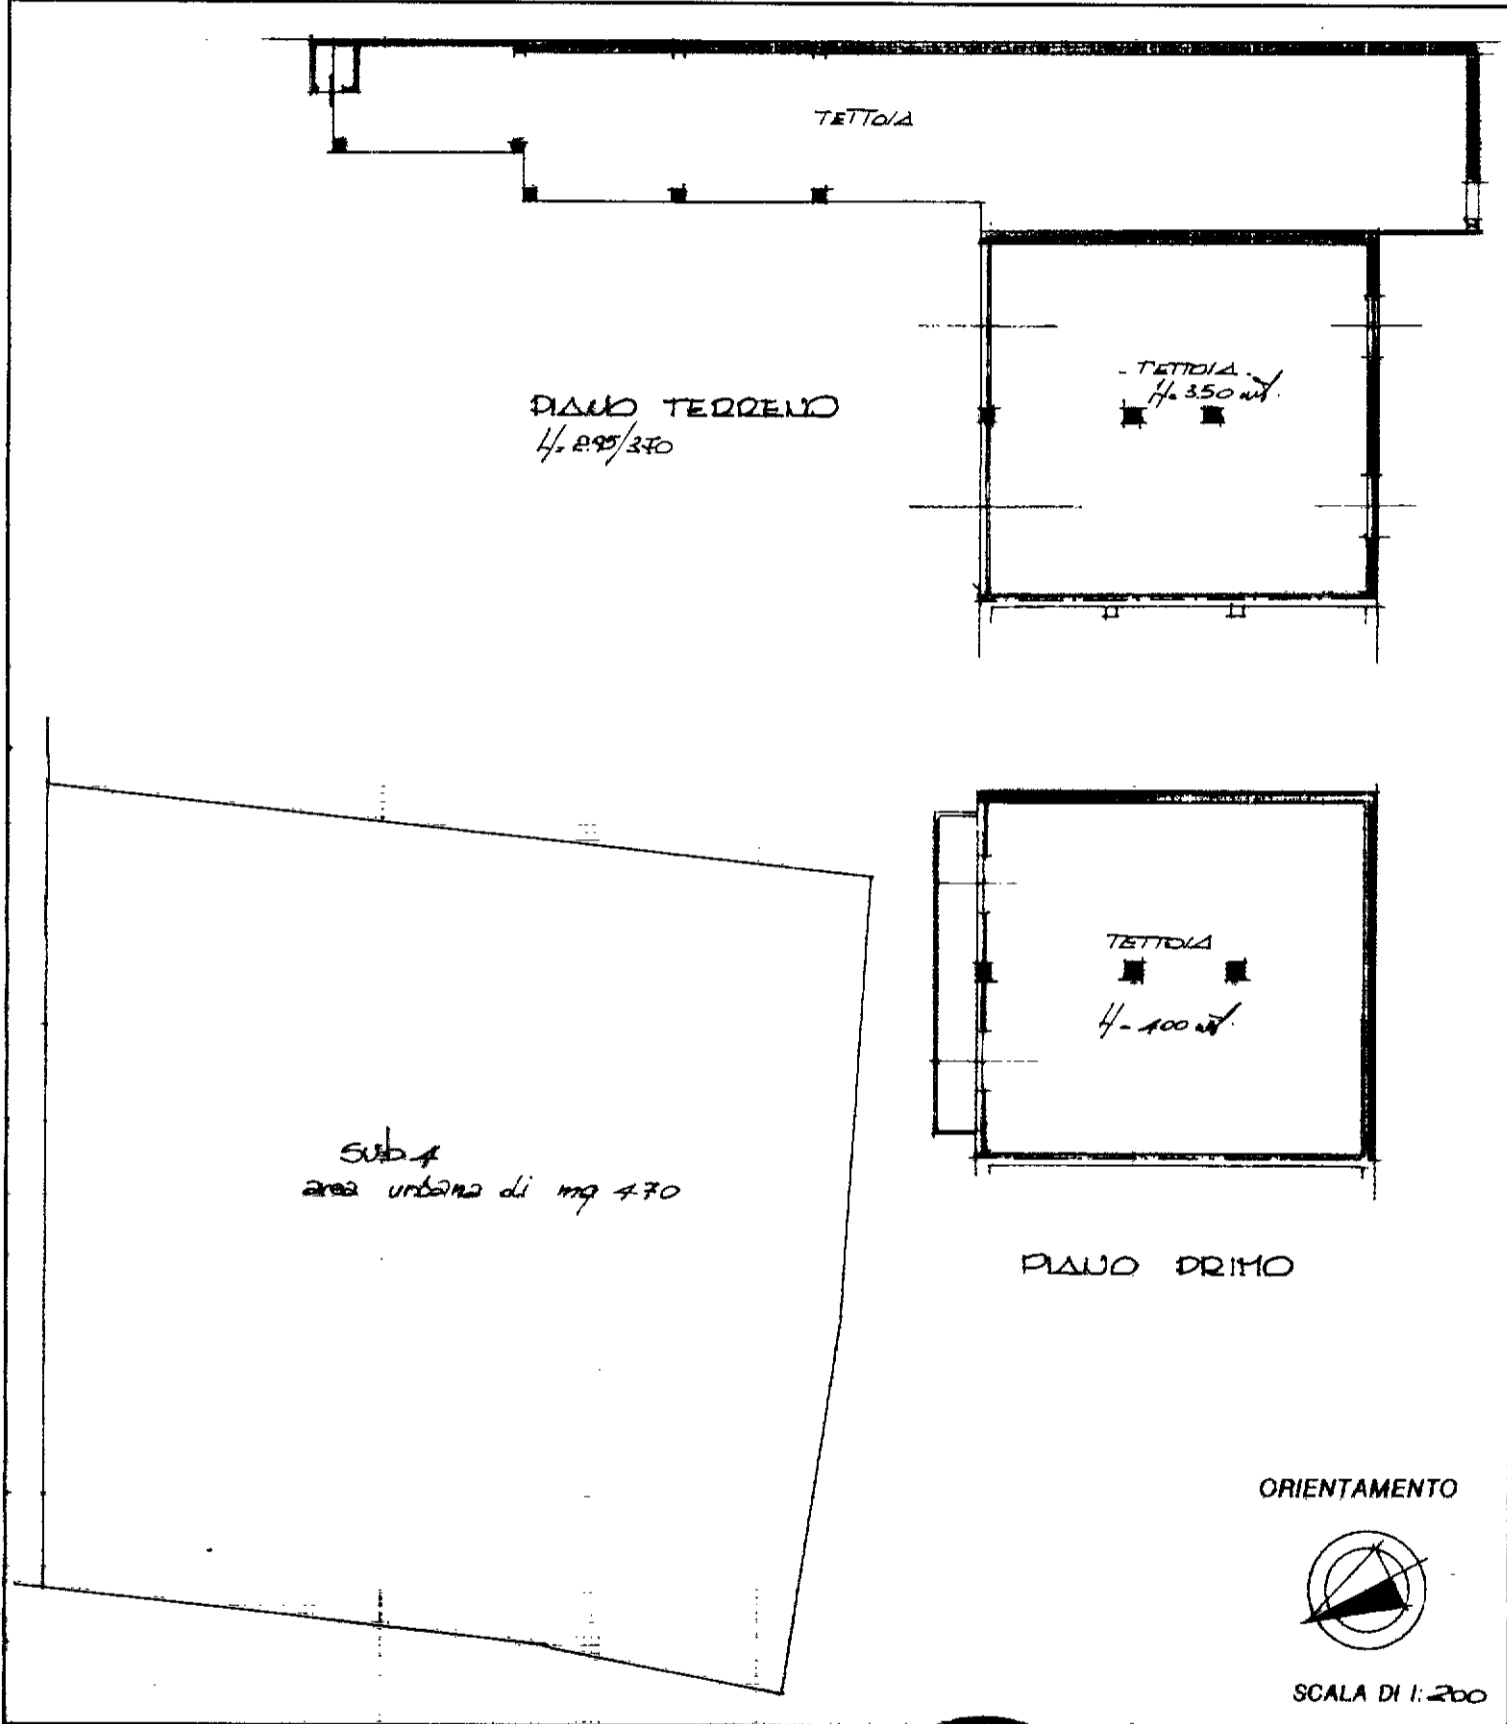 TETTOIA
- TETTOIA -
H= 3.50 mt.
PIANO TERRENO
H= 2.95/3.70
TETTOIA
H= 4.00 mt.
sub 4
area urbana di mq 470
PIANO PRIMO
ORIENTAMENTO
SCALA DI 1: 200